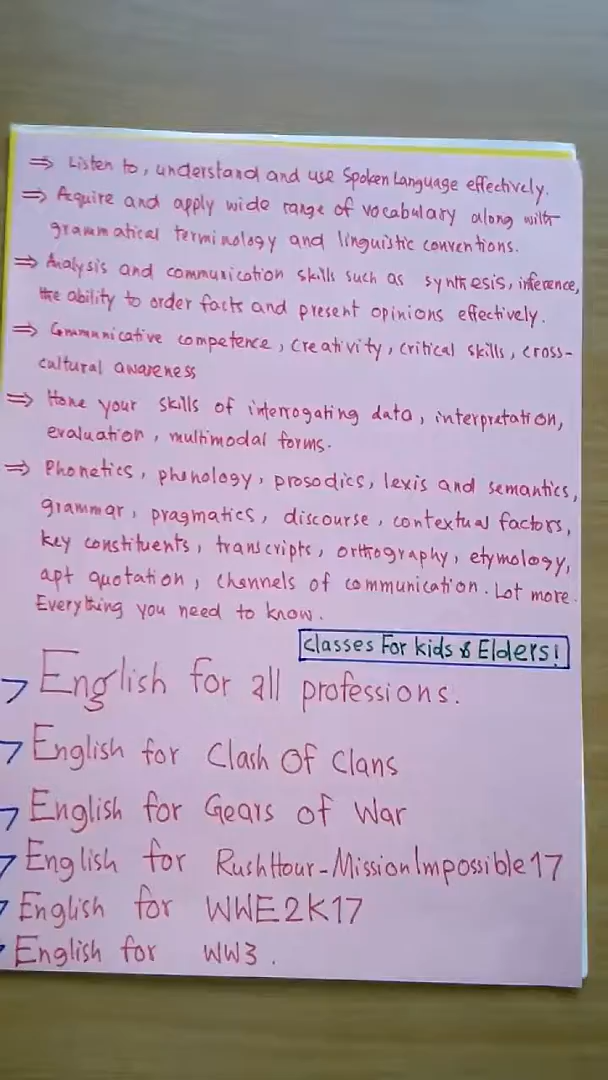 ⇒ Listen to, understand and use Spoken Language effectively.
⇒ Acquire and apply wide range of vocabulary along with
grammatical terminology and linguistic conventions.
⇒ Analysis and communication skills such as synthesis, inference,
the ability to order facts and present opinions effectively.
⇒ Communicative competence, creativity, critical skills, cross-
cultural awareness
⇒ Hone your skills of interrogating data, interpretation,
evaluation, multimodal forms.
⇒ Phonetics, phonology, prosodics, lexis and semantics,
grammar, pragmatics, discourse, contextual factors,
key constituents, transcripts, orthography, etymology,
apt quotation, channels of communication. Lot more.
Everything you need to know.
Classes For kids & Elders!
English for all professions.
English for Clash Of Clans
English for Gears of War
English for RushHour-MissionImpossible17
English for WWE2K17
English for WW3.